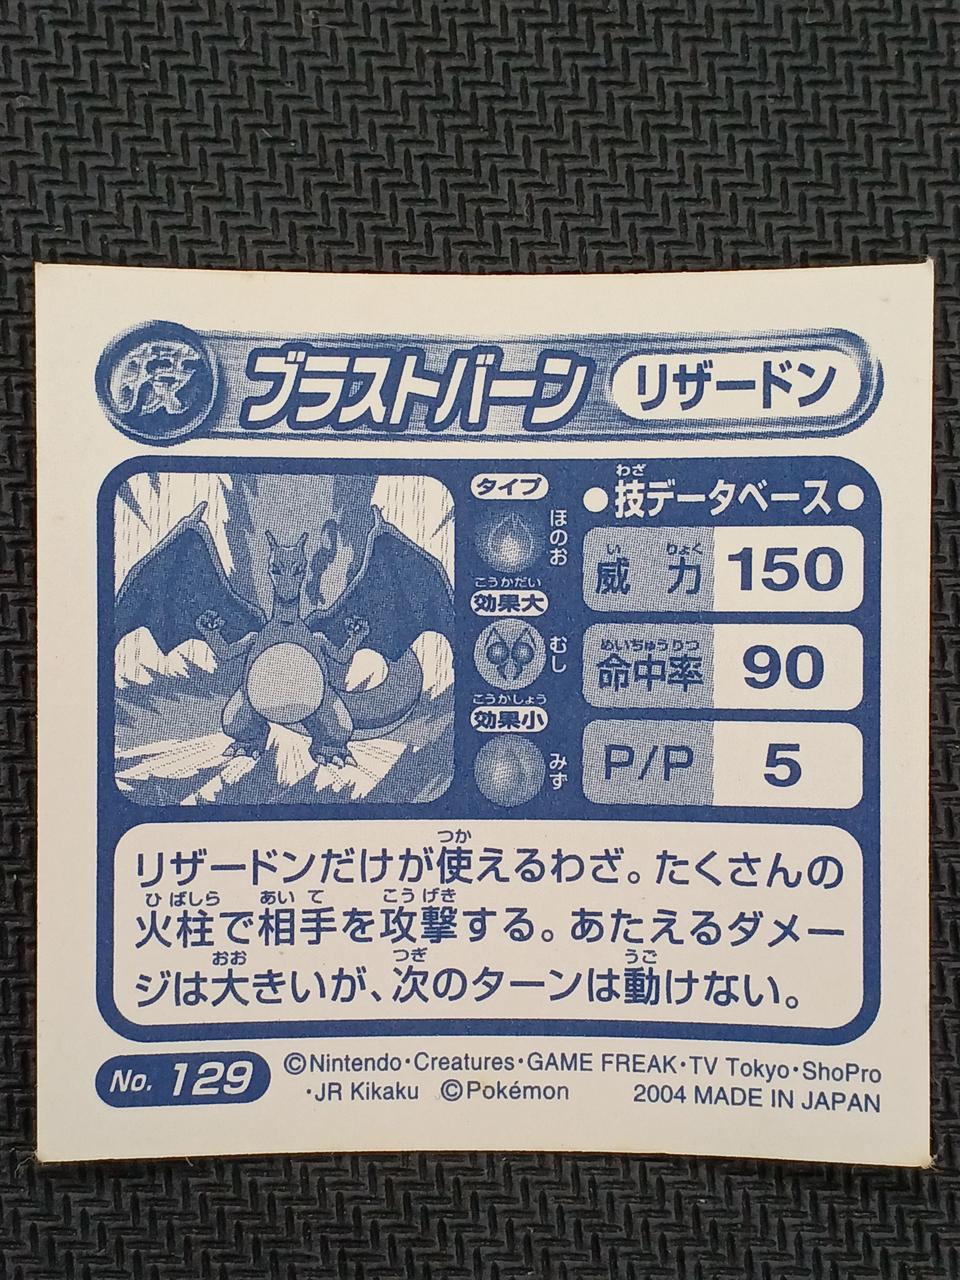 技 ブラストバーン リザードン
タイプ
ほのお
こうかだい
効果大
むし
こうかしょう
効果小
みず
わざ
●技データベース●
いりょく
威力 150
めいちゅうりつ
命中率 90
P/P 5
つか
リザードンだけが使えるわざ。たくさんの
ひばしら あいて こうげき
火柱で相手を攻撃する。あたえるダメー
おお つぎ うご
ジは大きいが、次のターンは動けない。
No. 129
©Nintendo・Creatures・GAME FREAK・TV Tokyo・ShoPro
・JR Kikaku ©Pokémon 2004 MADE IN JAPAN